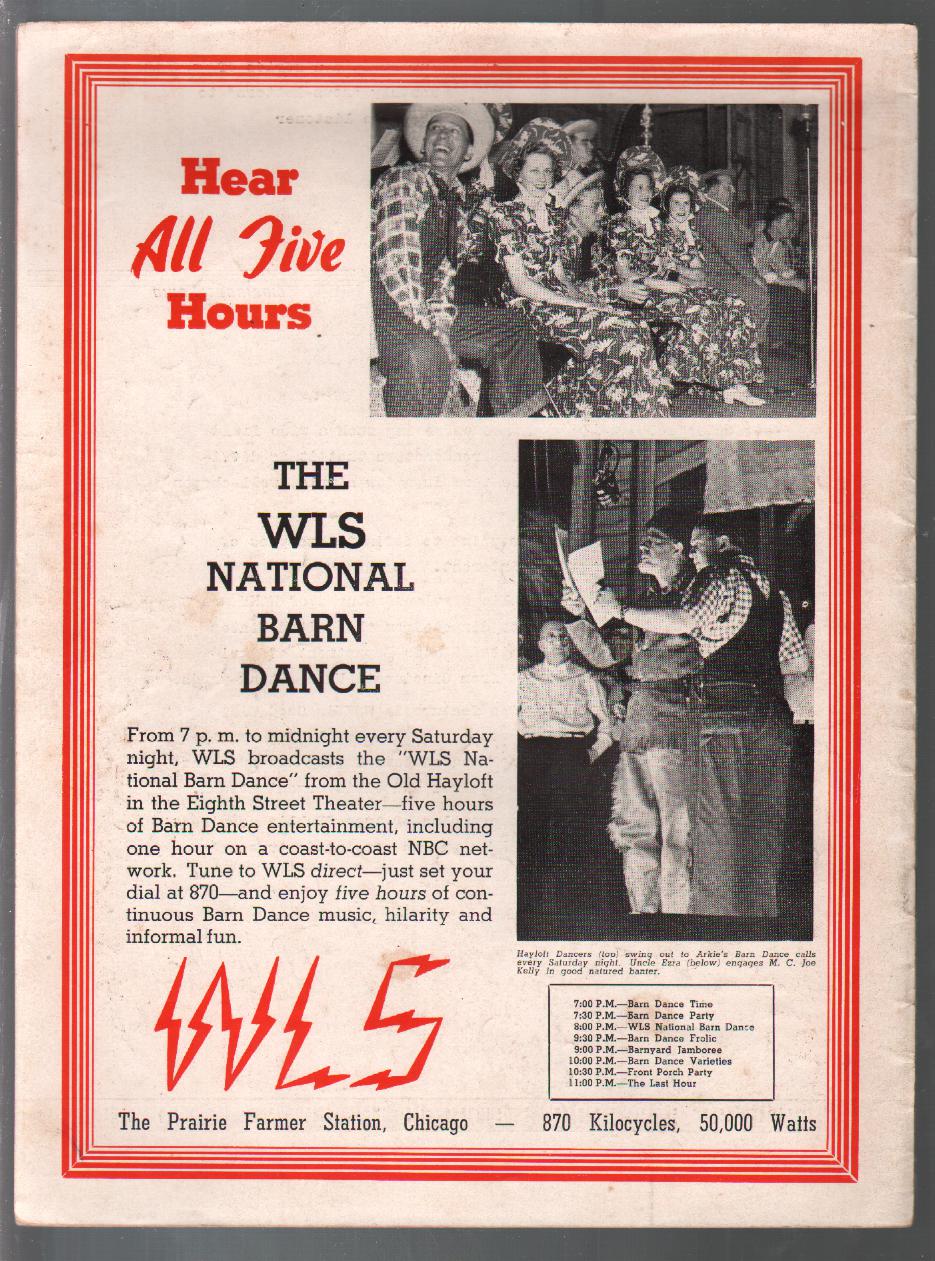 Hear
All Five
Hours
THE
WLS
NATIONAL
BARN
DANCE
From 7 p. m. to midnight every Saturday
night, WLS broadcasts the "WLS Na-
tional Barn Dance" from the Old Hayloft
in the Eighth Street Theater—five hours
of Barn Dance entertainment, including
one hour on a coast-to-coast NBC net-
work. Tune to WLS direct—just set your
dial at 870—and enjoy five hours of con-
tinuous Barn Dance music, hilarity and
informal fun.
Hayloft Dancers (top) swing out to Arkie's Barn Dance calls
every Saturday night. Uncle Ezra (below) engages M. C. Joe
Kelly in good natured banter.
WLS
7:00 P.M.—Barn Dance Time
7:30 P.M.—Barn Dance Party
8:00 P.M.—WLS National Barn Dance
9:30 P.M.—Barn Dance Frolic
9:00 P.M.—Barnyard Jamboree
10:00 P.M.—Barn Dance Varieties
10:30 P.M.—Front Porch Party
11:00 P.M.—The Last Hour
The Prairie Farmer Station, Chicago — 870 Kilocycles, 50,000 Watts